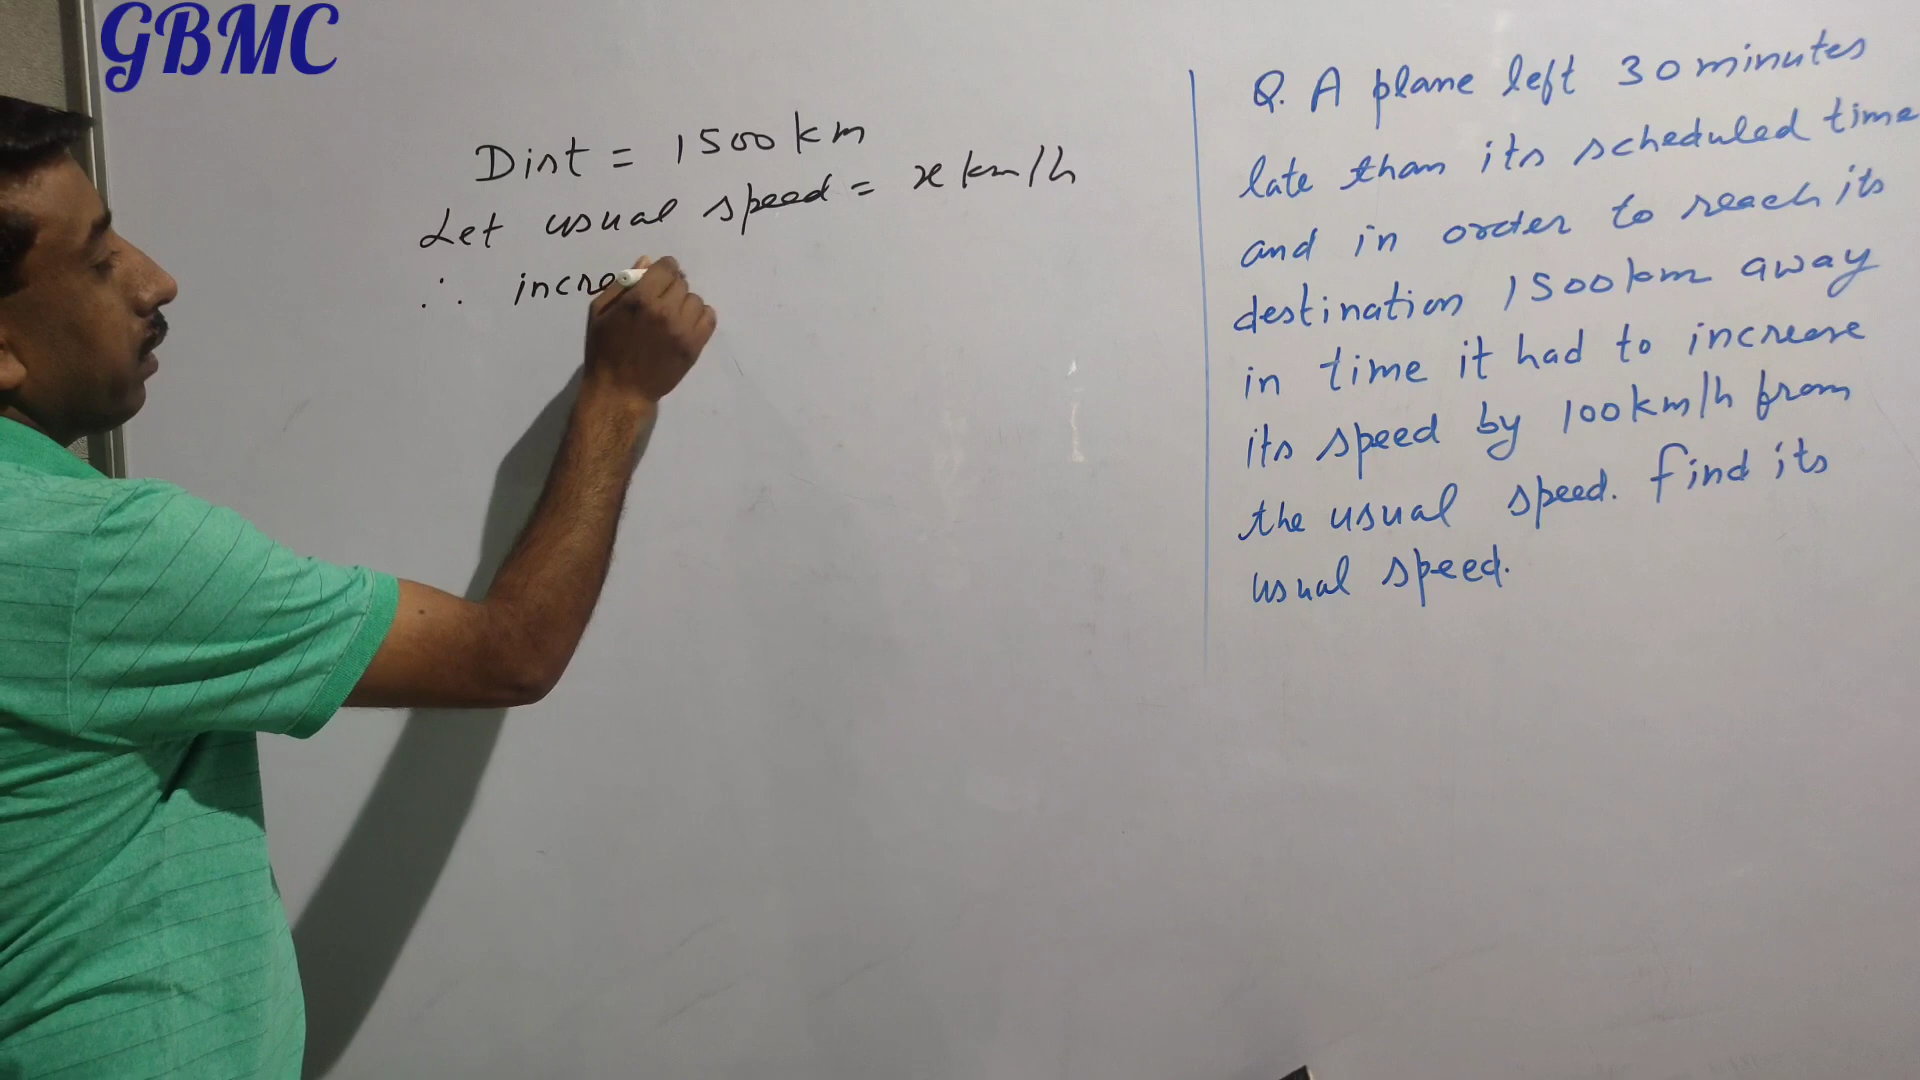 GBMC
Dist = 1500 km
Let usual speed = x km/h
∴ incre
Q. A plane left 30 minutes
late than its scheduled time
and in order to reach its
destination 1500 km away
in time it had to increase
its speed by 100 km/h from
the usual speed. Find its
usual speed.